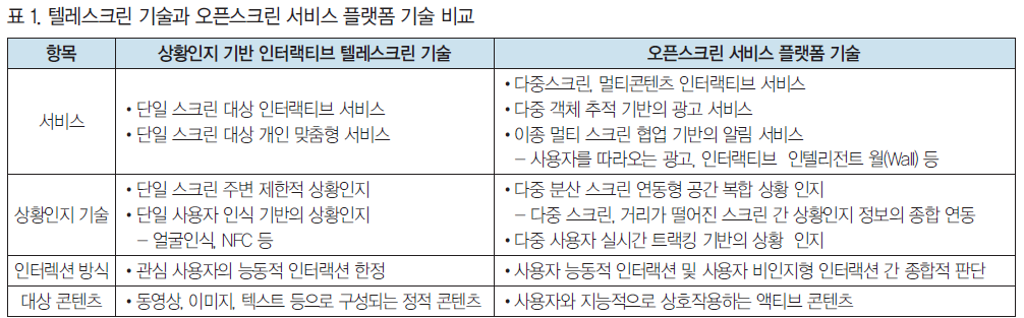 표 1. 텔레스크린 기술과 오픈스크린 서비스 플랫폼 기술 비교
항목
상황인지 기반 인터랙티브 텔레스크린 기술
오픈스크린 서비스 플랫폼 기술
서비스
• 단일 스크린 대상 인터랙티브 서비스
• 단일 스크린 대상 개인 맞춤형 서비스
• 다중스크린, 멀티콘텐츠 인터랙티브 서비스
• 다중 객체 추적 기반의 광고 서비스
• 이종 멀티 스크린 협업 기반의 알림 서비스
– 사용자를 따라오는 광고, 인터랙티브 인텔리전트 월(Wall) 등
상황인지 기술
• 단일 스크린 주변 제한적 상황인지
• 단일 사용자 인식 기반의 상황인지
– 얼굴인식, NFC 등
• 다중 분산 스크린 연동형 공간 복합 상황 인지
– 다중 스크린, 거리가 떨어진 스크린 간 상황인지 정보의 종합 연동
• 다중 사용자 실시간 트랙킹 기반의 상황 인지
인터렉션 방식
• 관심 사용자의 능동적 인터랙션 한정
• 사용자 능동적 인터랙션 및 사용자 비인지형 인터랙션 간 종합적 판단
대상 콘텐츠
• 동영상, 이미지, 텍스트 등으로 구성되는 정적 콘텐츠
• 사용자와 지능적으로 상호작용하는 액티브 콘텐츠